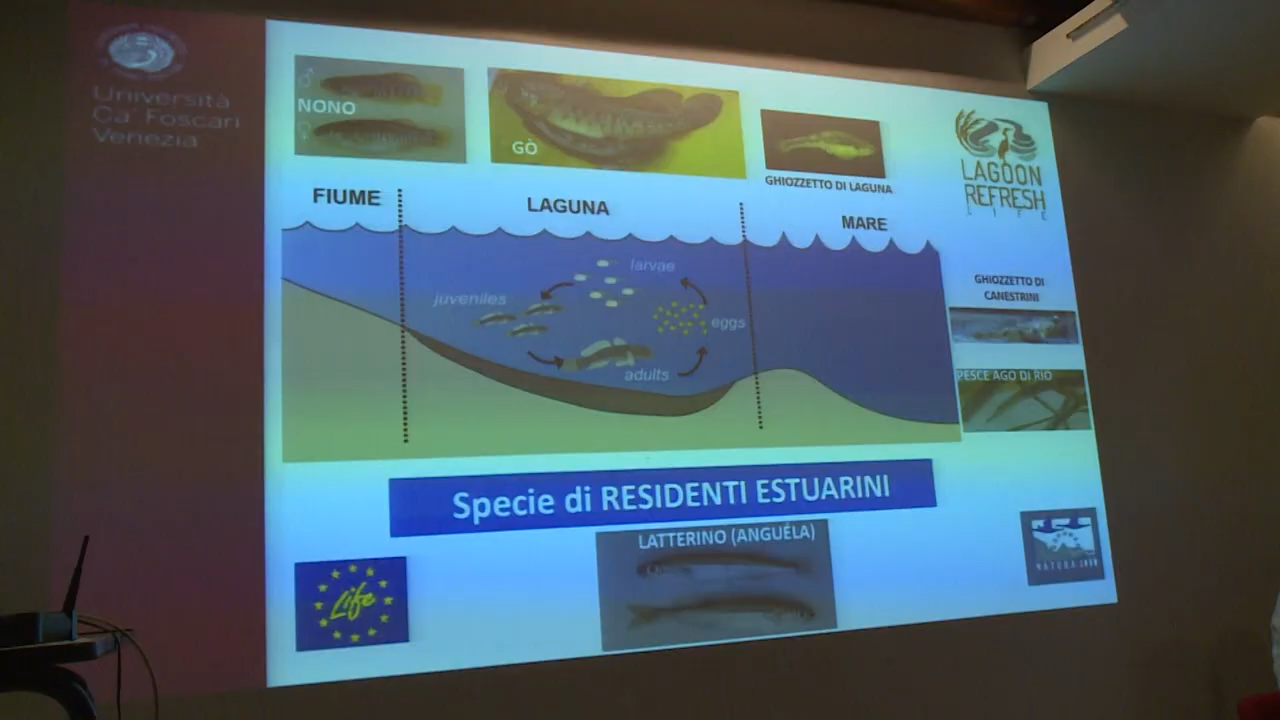 Università
Ca' Foscari
Venezia
NONO
GÒ
GHIOZZETTO DI LAGUNA
LAGOON
REFRESH
LIFE
FIUME
LAGUNA
MARE
larvae
juveniles
eggs
adults
GHIOZZETTO DI
CANESTRINI
PESCE AGO DI RIO
Specie di RESIDENTI ESTUARINI
LATTERINO (ANGUÉLA)
Life
NATURA 2000